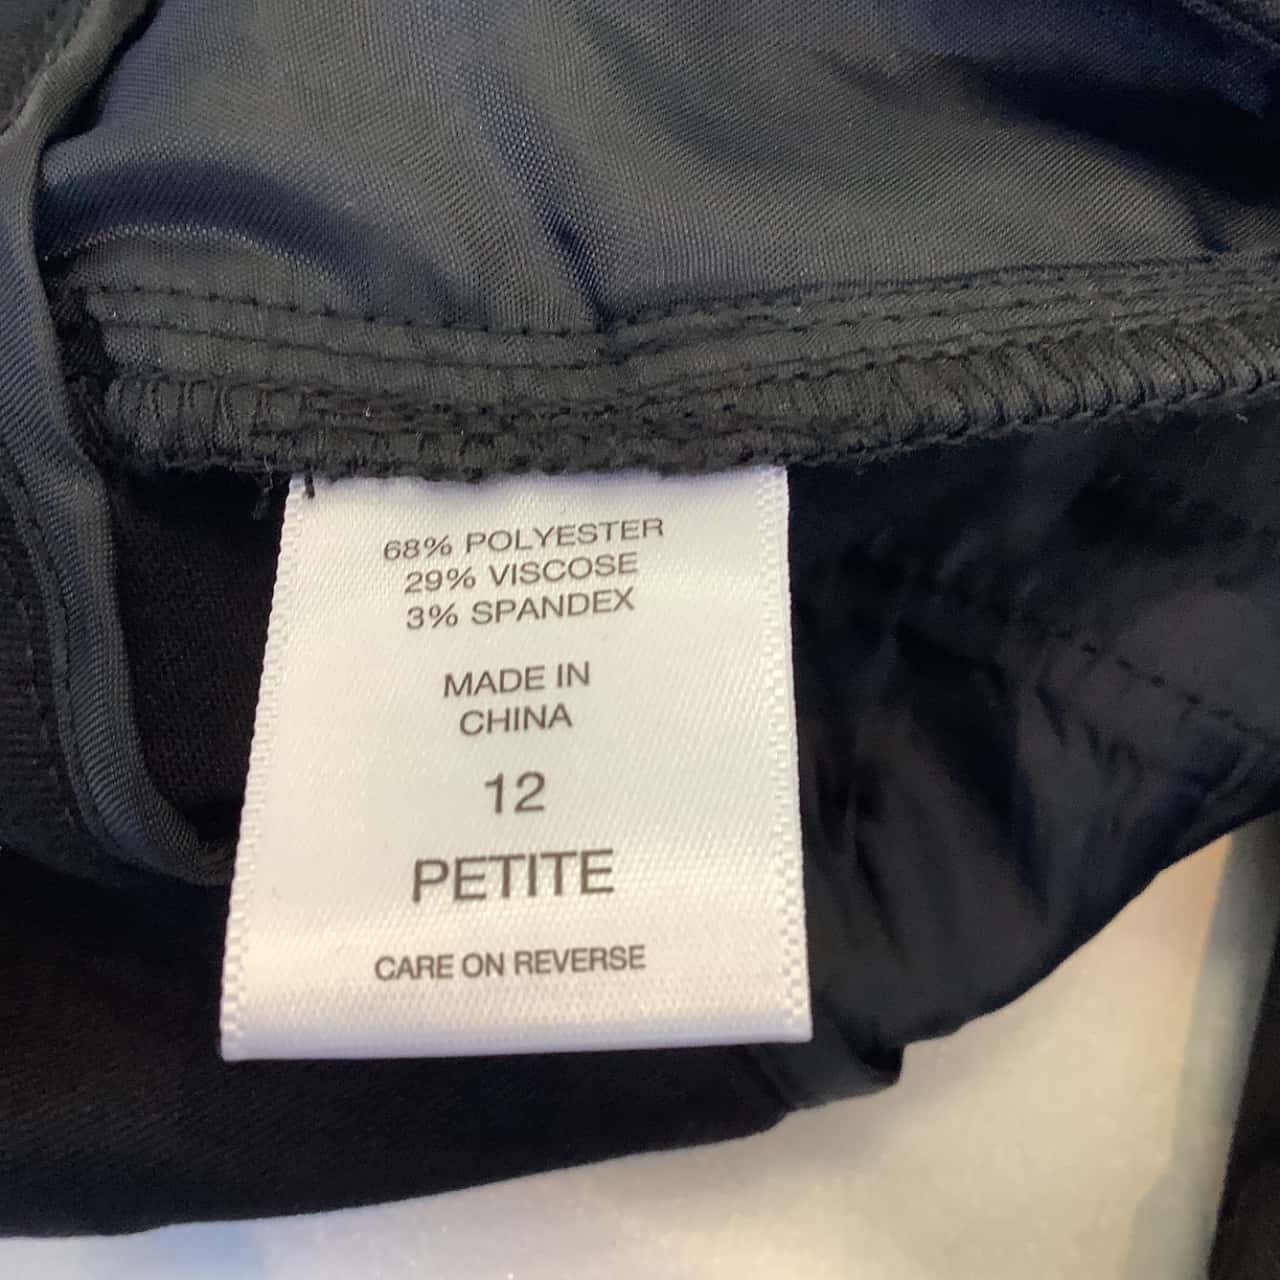 68% POLYESTER
29% VISCOSE
3% SPANDEX
MADE IN
CHINA
12
PETITE
CARE ON REVERSE